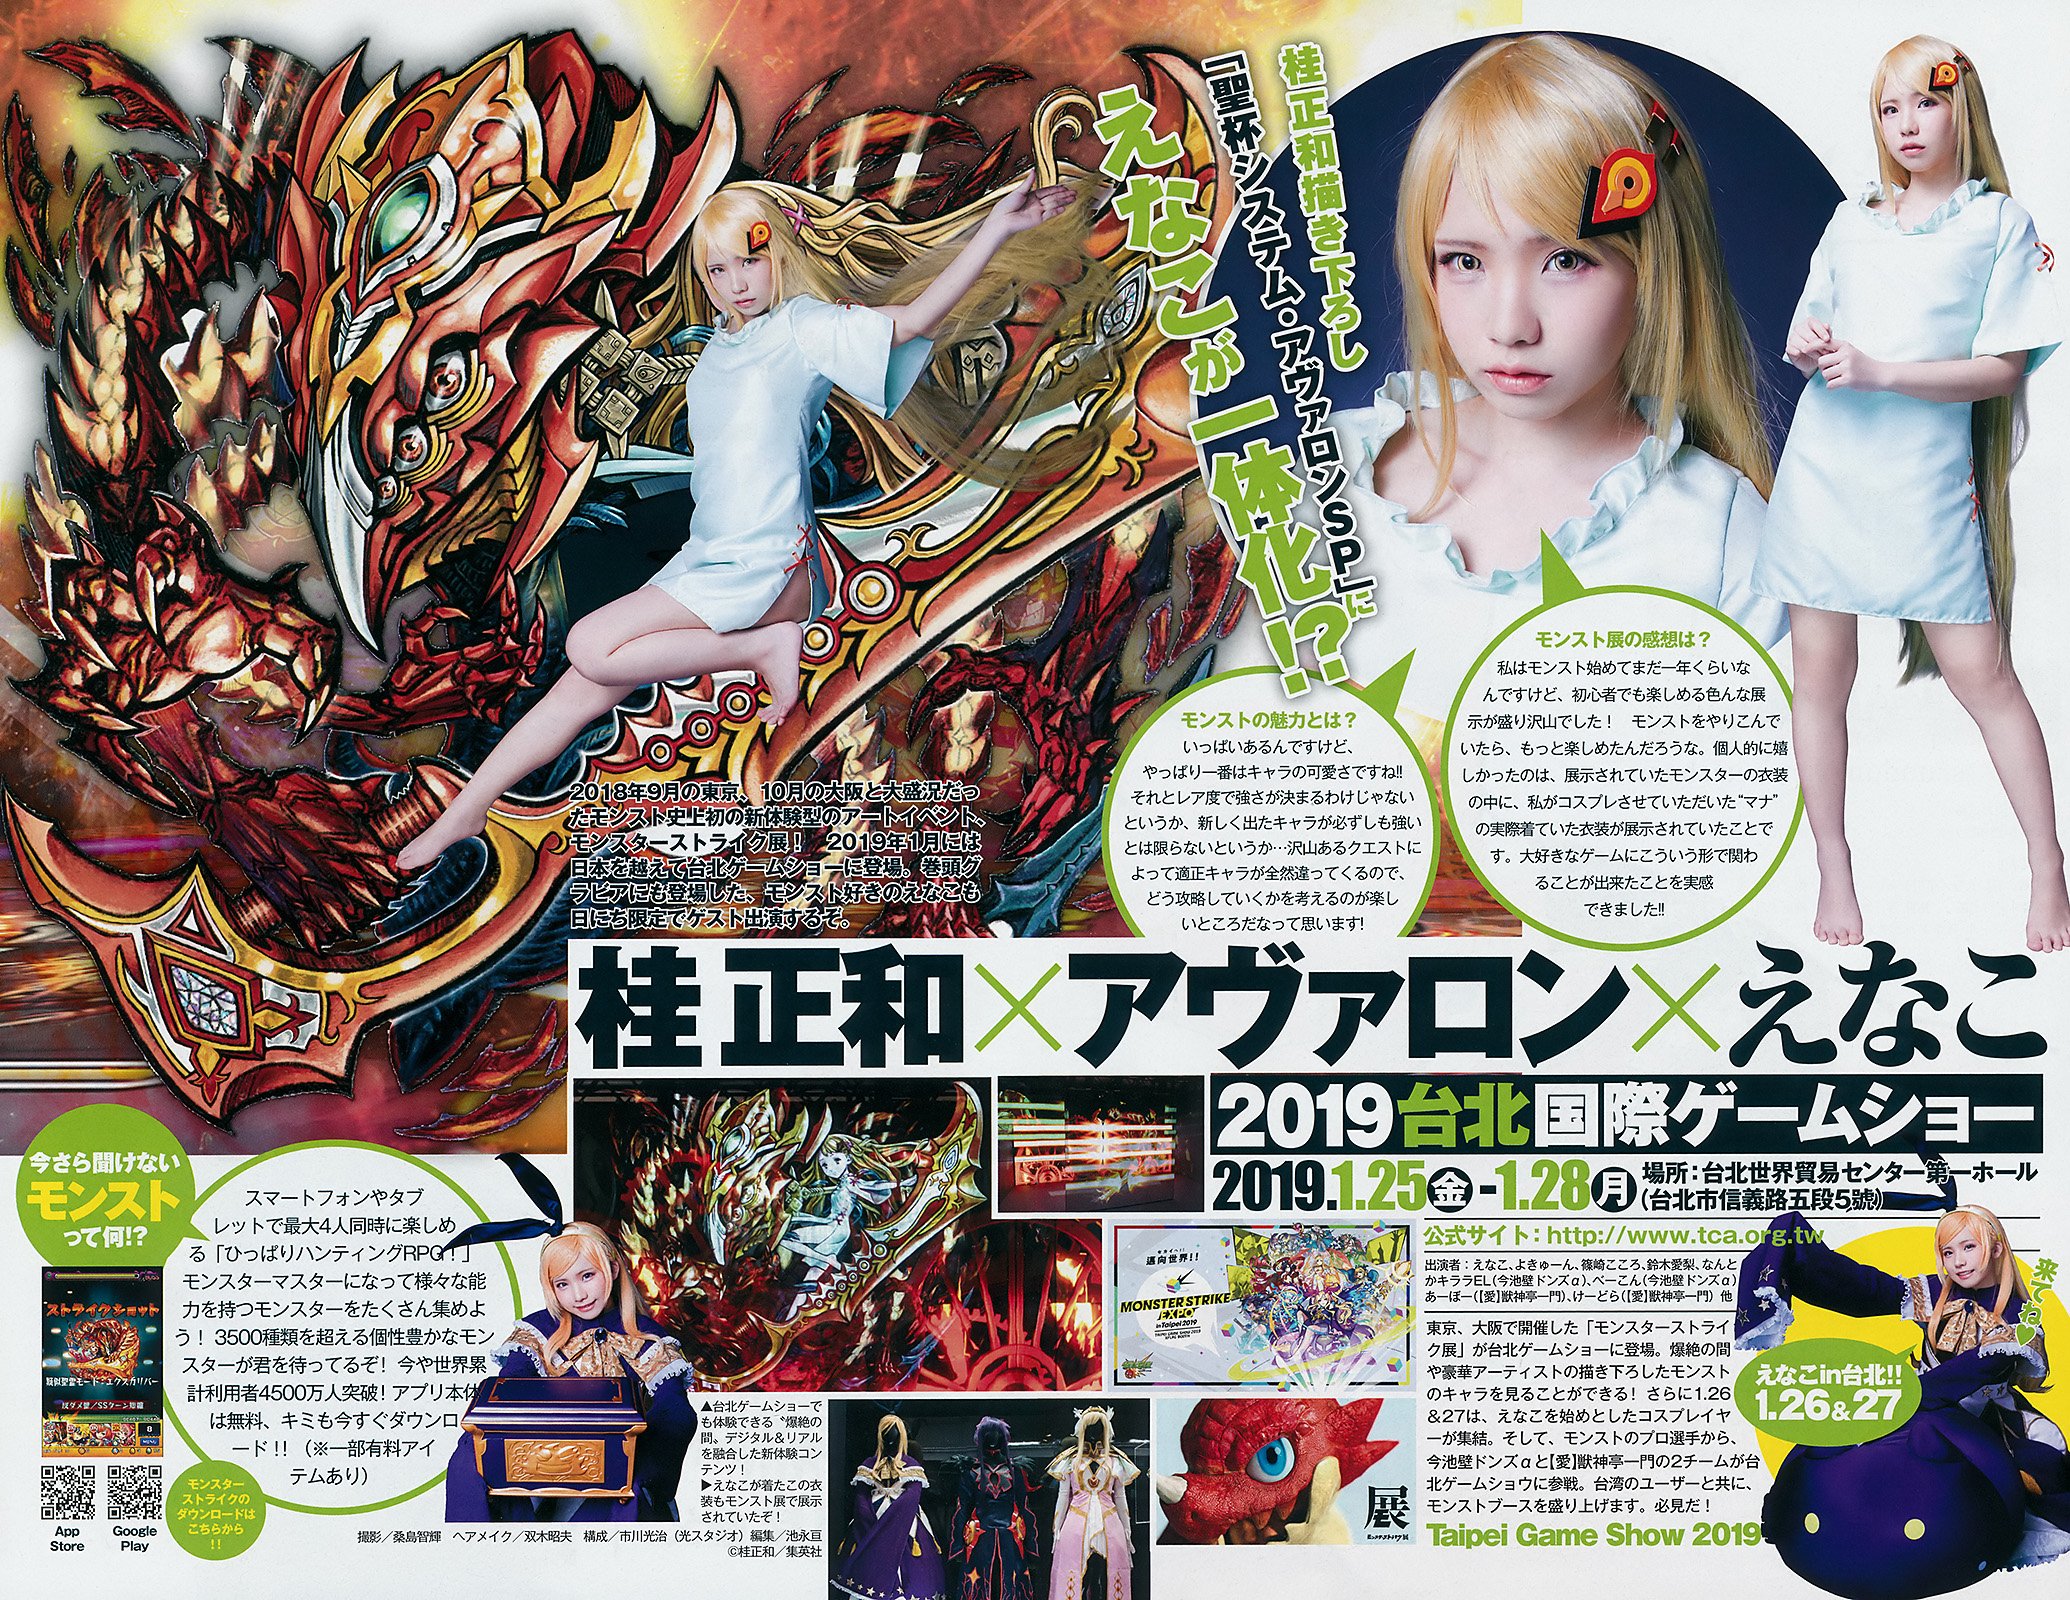 桂正和描き下ろし
「聖杯システム・アヴァロンSP」に
えなこが
一体化!?
モンスト展の感想は？
私はモンスト始めてまだ一年くらいな
んですけど、初心者でも楽しめる色んな展
示が盛り沢山でした！　モンストをやりこんで
いたら、もっと楽しめたんだろうな。個人的に嬉
しかったのは、展示されていたモンスターの衣装
の中に、私がコスプレさせていただいた“マナ”
の実際着ていた衣装が展示されていたことで
す。大好きなゲームにこういう形で関わ
ることが出来たことを実感
できました!!
モンストの魅力とは？
いっぱいあるんですけど、
やっぱり一番はキャラの可愛さですね!!
それとレア度で強さが決まるわけじゃない
というか、新しく出たキャラが必ずしも強い
とは限らないというか…沢山あるクエストに
よって適正キャラが全然違ってくるので、
どう攻略していくかを考えるのが楽し
いところだなって思います!
2018年9月の東京、10月の大阪と大盛況だっ
たモンスト史上初の新体験型のアートイベント、
モンスターストライク展！　2019年1月には
日本を越えて台北ゲームショーに登場。巻頭グ
ラビアにも登場した、モンスト好きのえなこも
日にち限定でゲスト出演するぞ。
桂 正和×アヴァロン×えなこ
2019台北国際ゲームショー
2019.1.25金-1.28月
場所：台北世界貿易センター第一ホール
（台北市信義路五段5號）
公式サイト：http://www.tca.org.tw
出演者：えなこ、よきゅーん、篠崎こころ、鈴木愛梨、なんと
かキララEL（今池壁ドンズα）、べーこん（今池壁ドンズα）
あーぼー（【愛】獣神亭一門）、けーどら（【愛】獣神亭一門）他
東京、大阪で開催した「モンスターストライ
ク展」が台北ゲームショーに登場。爆絶の間
や豪華アーティストの描き下ろしたモンスト
のキャラを見ることができる！ さらに1.26
＆27は、えなこを始めとしたコスプレイヤ
ーが集結。そして、モンストのプロ選手から、
今池壁ドンズαと【愛】獣神亭一門の2チームが台
北ゲームショウに参戦。台湾のユーザーと共に、
モンストブースを盛り上げます。必見だ！
Taipei Game Show 2019
来てね♥
えなこin台北!!
1.26&27
今さら聞けない
モンスト
って何!?
スマートフォンやタブ
レットで最大4人同時に楽しめ
る「ひっぱりハンティングRPG！」
モンスターマスターになって様々な能
力を持つモンスターをたくさん集めよ
う！ 3500種類を超える個性豊かなモン
スターが君を待ってるぞ! 今や世界累
計利用者4500万人突破! アプリ本体
は無料、キミも今すぐダウンロ
ード!! （※一部有料アイ
テムあり）
ストライクショット
擬似聖霊モード・エクスカリバー
App
Store
Google
Play
モンスター
ストライクの
ダウンロードは
こちらから
!!
セカイへ!!
邁向世界!!
MONSTER STRIKE
EXPO
in Taipei 2019
▲台北ゲームショーで
も体験できる“爆絶の
間、デジタル＆リアル
を融合した新体験コン
テンツ！
▶えなこが着たこの衣
装もモンスト展で展示
されていたぞ！
展
モンスターストライク展
撮影／桑島智輝　ヘアメイク／双木昭夫　構成／市川光治（光スタジオ）編集／池永亘
©桂正和／集英社